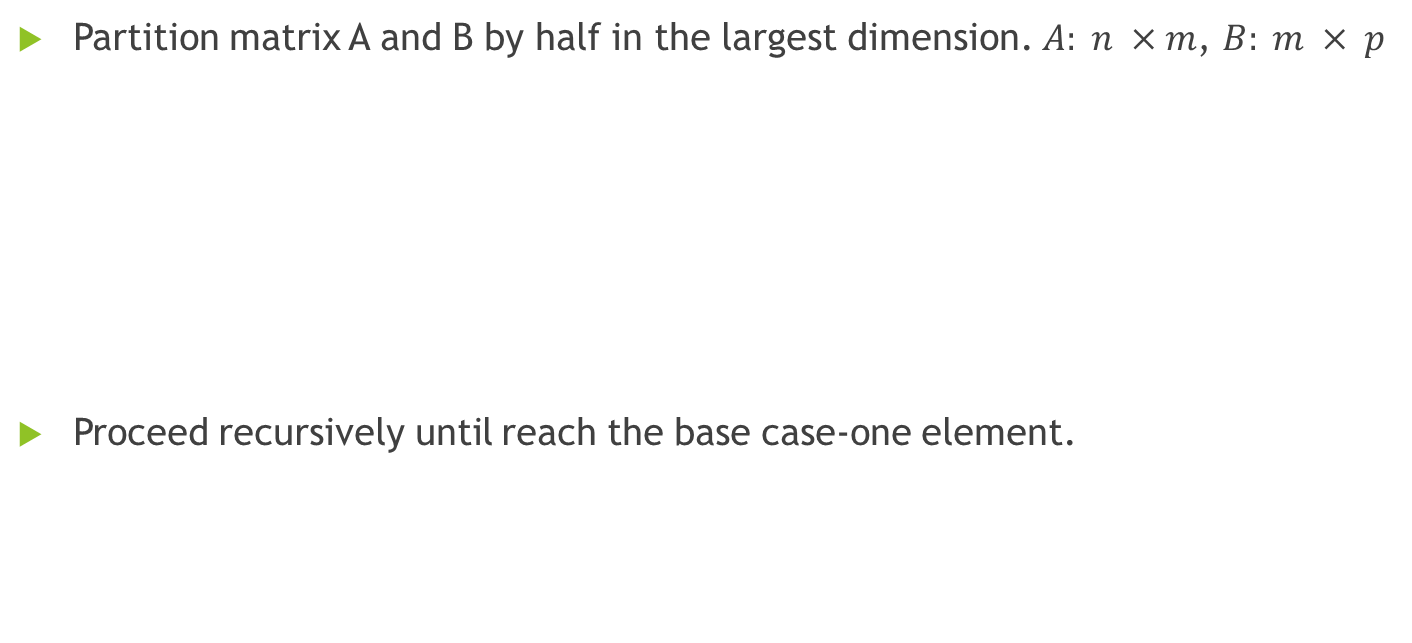 Partition matrix A and B by half in the largest dimension. A: n × m, B: m × p
Proceed recursively until reach the base case-one element.